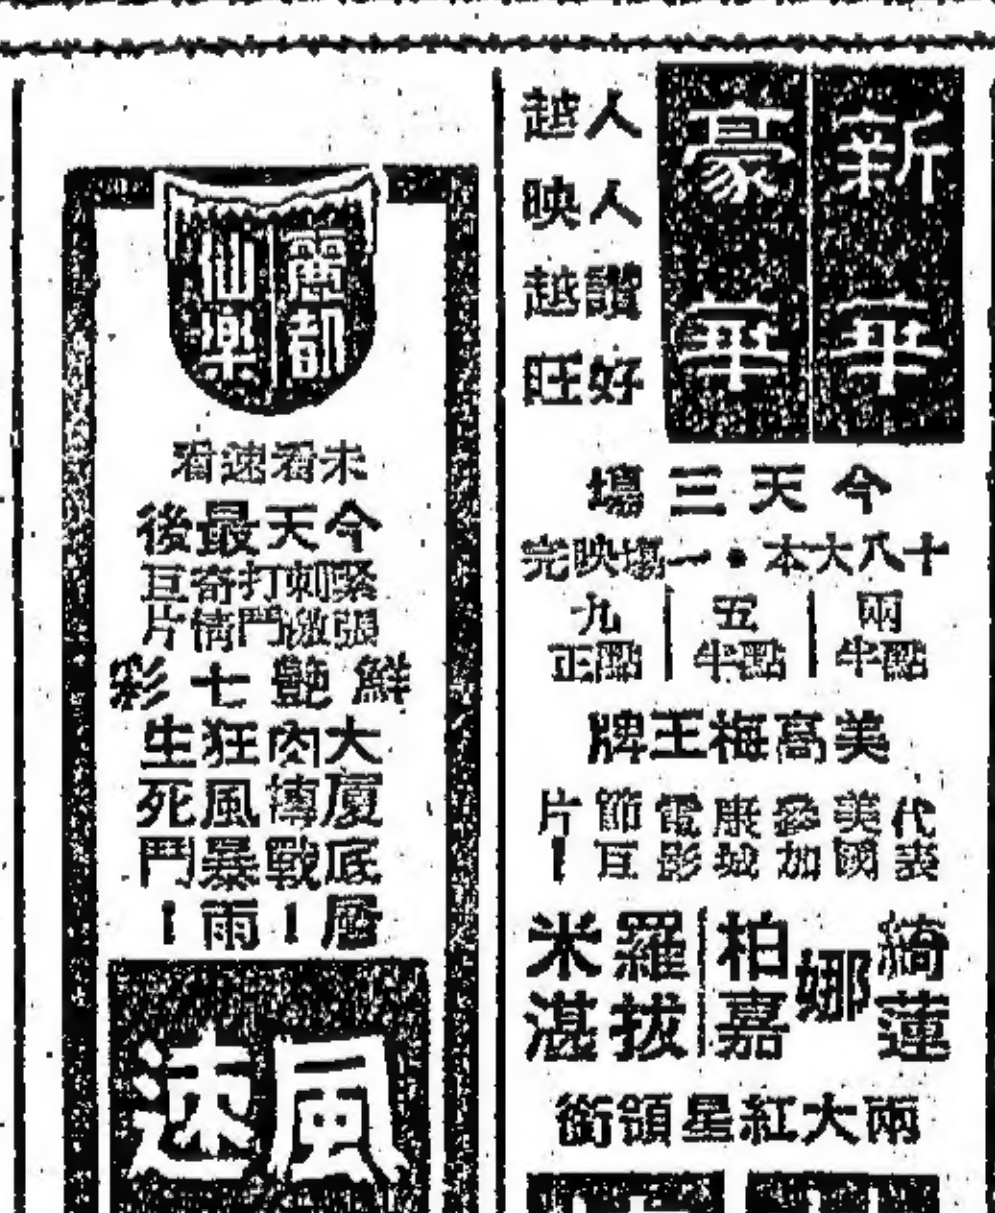 新華
豪華
人人讚好
越映越旺
今天三場
十八大本・一場映完
兩點半
五點半
九點正
美高梅王牌
代表美國參加康城電影節巨片!
綺蓮娜柏嘉
羅拔米湛
兩大紅星領銜
麗都
仙樂
未看速看
今天最後
緊張刺激打鬥奇情巨片
鮮艷七彩
大廈底層
肉搏戰!
狂風暴雨
生死鬥!
風速